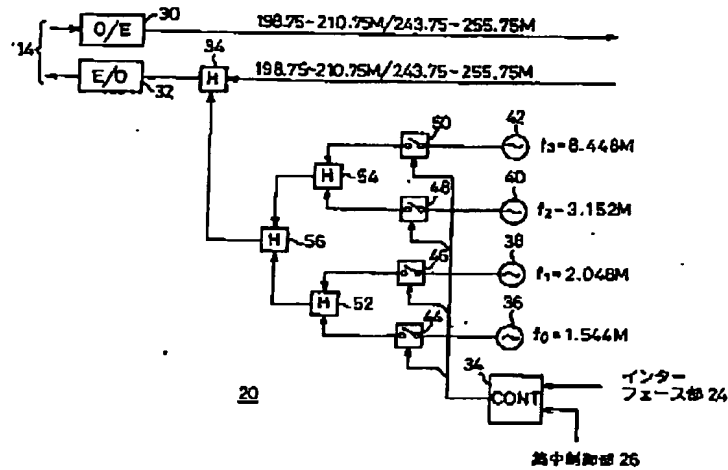 14
O/E
30
198.75~210.75M/243.75~255.75M
E/O
32
H
34
198.75~210.75M/243.75~255.75M
50
42
f3=8.448M
H
54
48
40
f2=3.152M
H
56
46
38
f1=2.048M
H
52
44
36
f0=1.544M
20
34
CONT
インター
フェース部 24
集中制御部 26